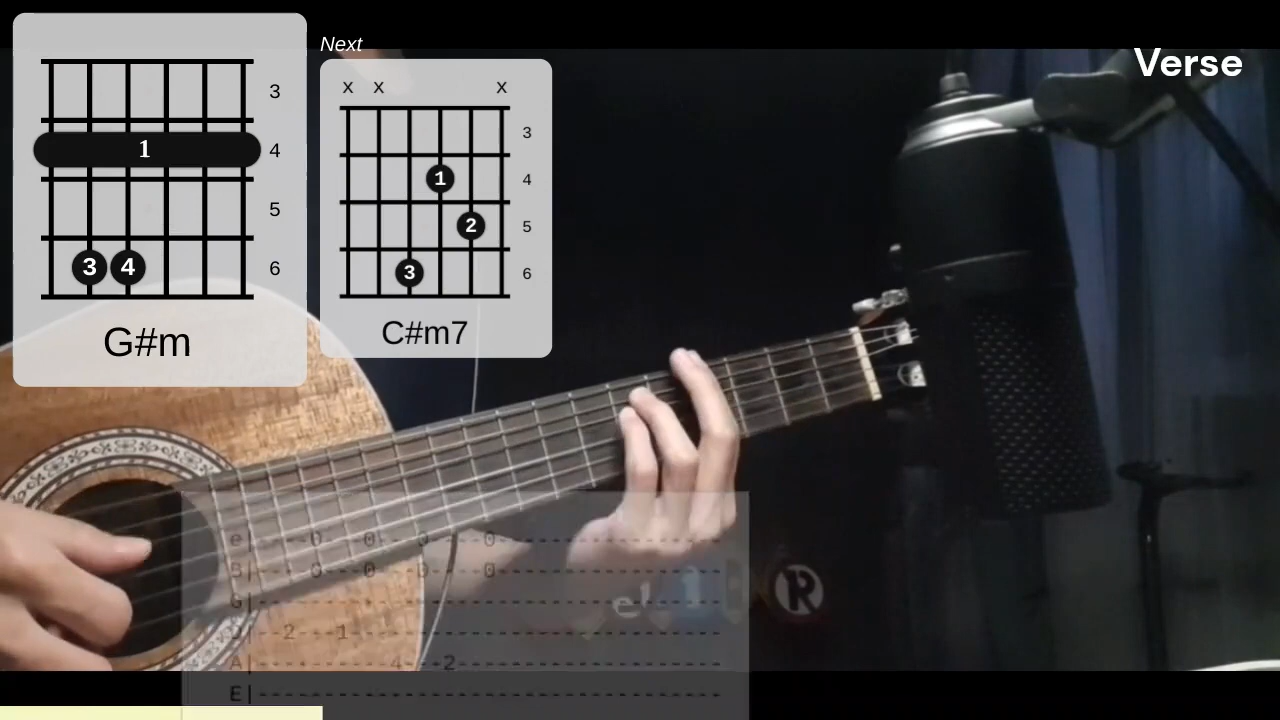 Next
Verse
x x x
3
3
1
4
1
4
5
2
5
3 4
6
3
6
G#m
C#m7
e|----0---0---0----0-----------------
B|----0---0---0----0-----------------
G|-----------------------------------
D|--2---1----------------------------
A|----------4---2--------------------
E|-----------------------------------